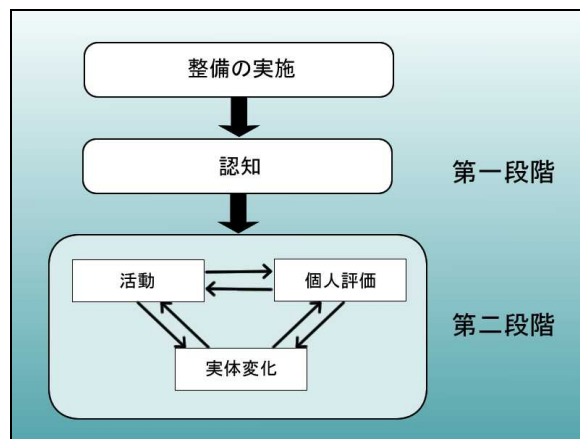 整備の実施
認知
第一段階
活動
個人評価
第二段階
実体変化